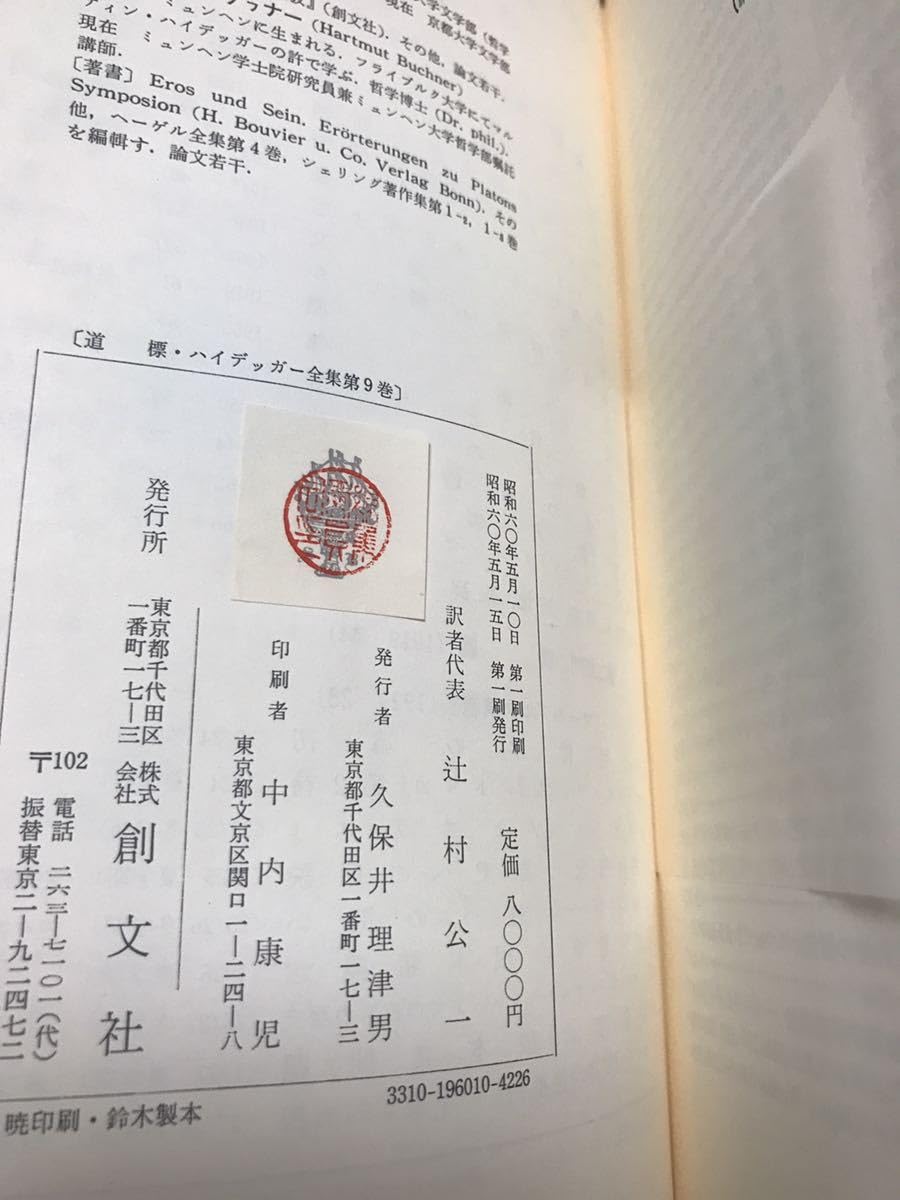 現在 京都大学文学部
』(創文社). その他, 論文若干.
ブフナー (Hartmut Buchner)
ミュンヘンに生まれる. フライブルク大学にてマル
ティン・ハイデッガーの許で学ぶ. 哲学博士 (Dr. phil.).
現在 ミュンヘン学士院研究員兼ミュンヘン大学哲学部嘱託
講師.
[著書] Eros und Sein. Erörterungen zu Platons
Symposion (H. Bouvier u. Co. Verlag Bonn). その
他, ヘーゲル全集第4巻, シェリング著作集第1-2, 1-3巻
を編輯す. 論文若干.
〔道 標・ハイデッガー全集第9巻〕
昭和六〇年五月一〇日 第一刷印刷
昭和六〇年五月一五日 第一刷発行
定価 八〇〇〇円
訳者代表 辻村公一
発行者 久保井理津男
東京都千代田区一番町一七―三
印刷者 中内康児
東京都文京区関口一―二四―八
発行所
東京都千代田区
一番町一七―三
株式
会社
創文社
〒102
電話 二六三―七一〇一(代)
振替東京二―九二四七二
暁印刷・鈴木製本
3310-196010-4226